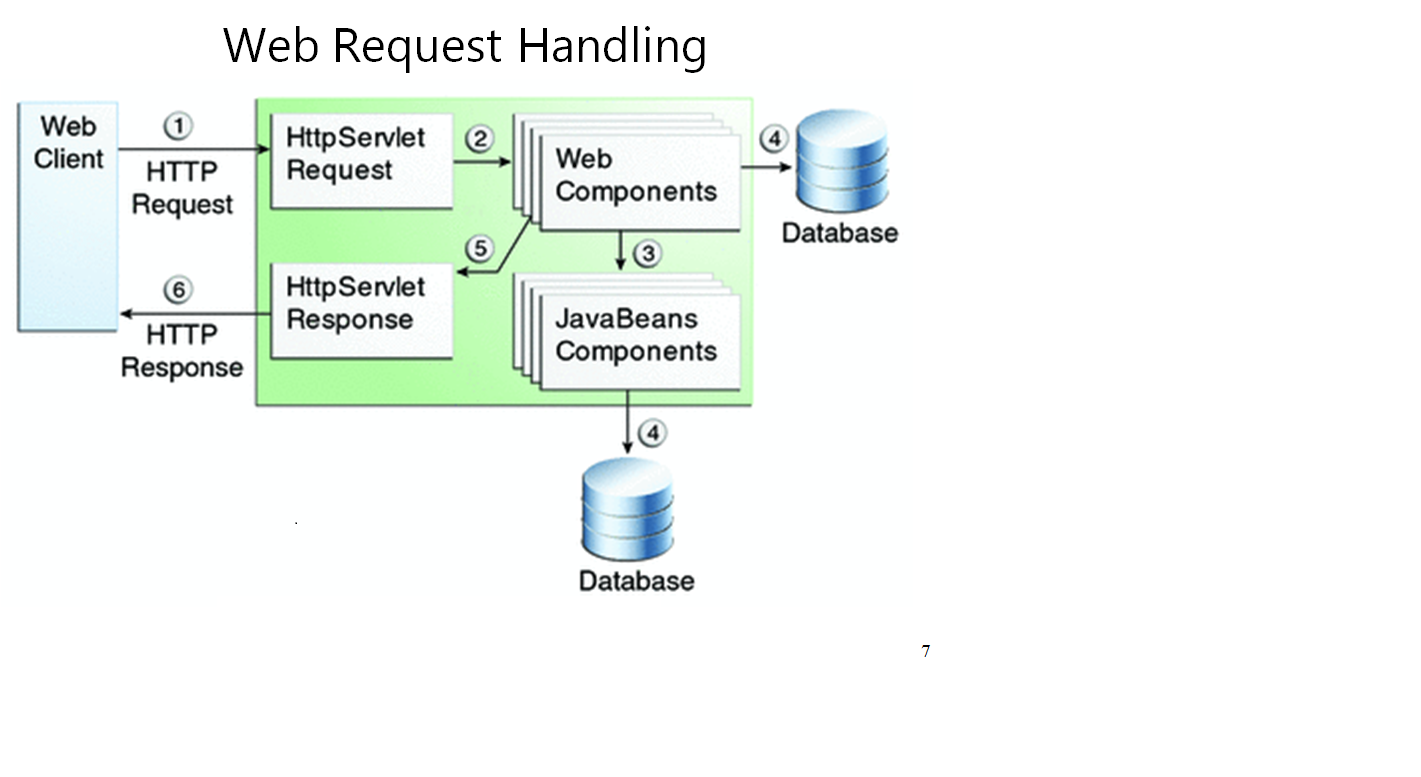 Web Request Handling
Web
Client
1
HTTP
Request
HttpServlet
Request
2
Web
Components
4
Database
3
5
6
HTTP
Response
HttpServlet
Response
JavaBeans
Components
4
Database
.
7